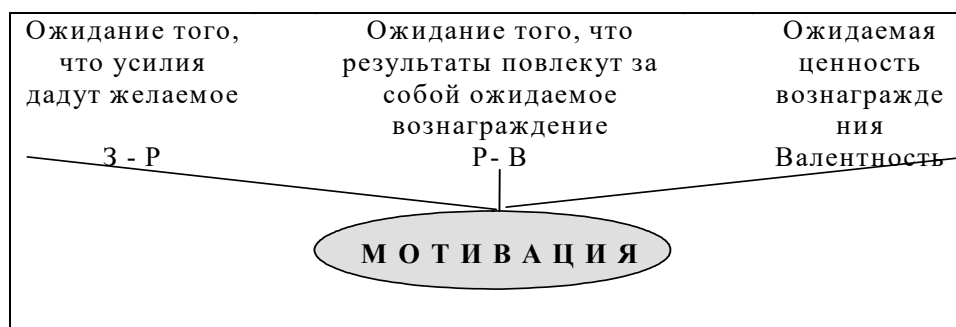 Ожидание того,
что усилия
дадут желаемое
З - Р
Ожидание того, что
результаты повлекут за
собой ожидаемое
вознаграждение
Р- В
Ожидаемая
ценность
вознагражде
ния
Валентность
М О Т И В А Ц И Я